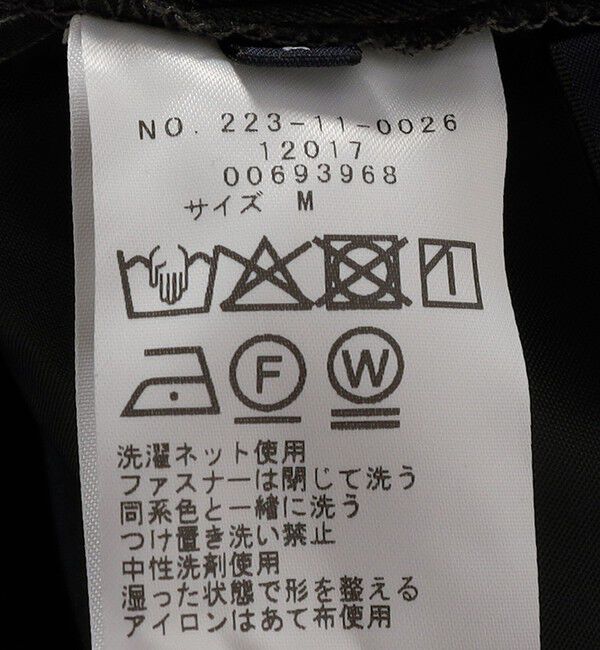 NO. 223-11-0026
12017
00693968
サイズ M
F W
洗濯ネット使用
ファスナーは閉じて洗う
同系色と一緒に洗う
つけ置き洗い禁止
中性洗剤使用
湿った状態で形を整える
アイロンはあて布使用